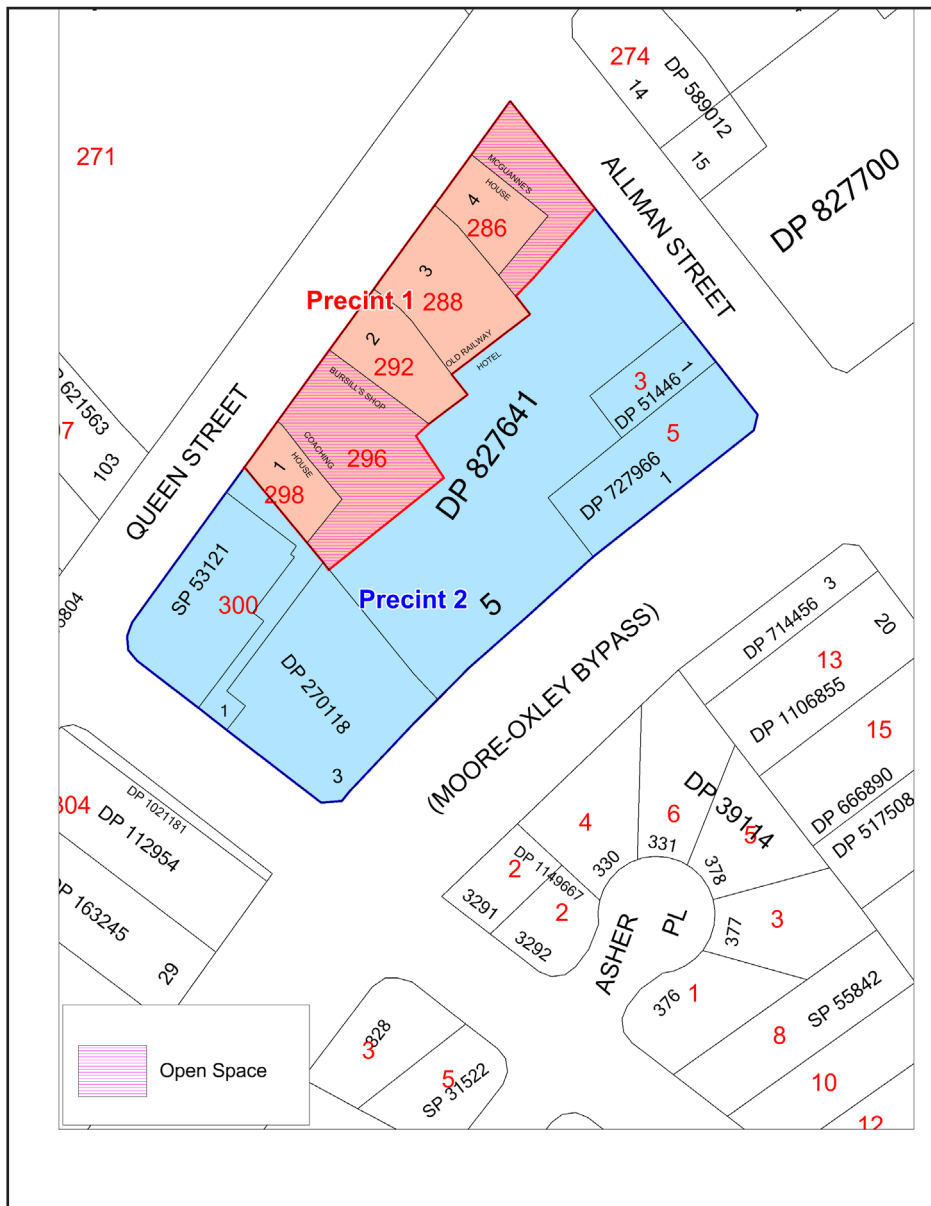 274
14
DP 589012
15
271
ALLMAN STREET
DP 827700
MCGUANNE'S
HOUSE
4
286
3
288
Precint 1
2
292
OLD RAILWAY
HOTEL
BURSILL'S SHOP
3
DP 51446
1
621563
103
QUEEN STREET
COACHING
HOUSE
1
298
296
DP 827641
5
DP 727966
1
SP 53121
300
Precint 2
5
DP 270118
1
3
(MOORE-OXLEY BYPASS)
DP 714456
3
20
13
DP 1106855
15
DP 666890
DP 517508
304
DP 1021181
DP 112954
DP 163245
29
4
6
DP 39114
5
330
331
378
2
DP 1149667
3291
2
3292
ASHER
PL
377
3
376
1
SP 55842
8
10
12
828
3
5
SP 31522
Open Space